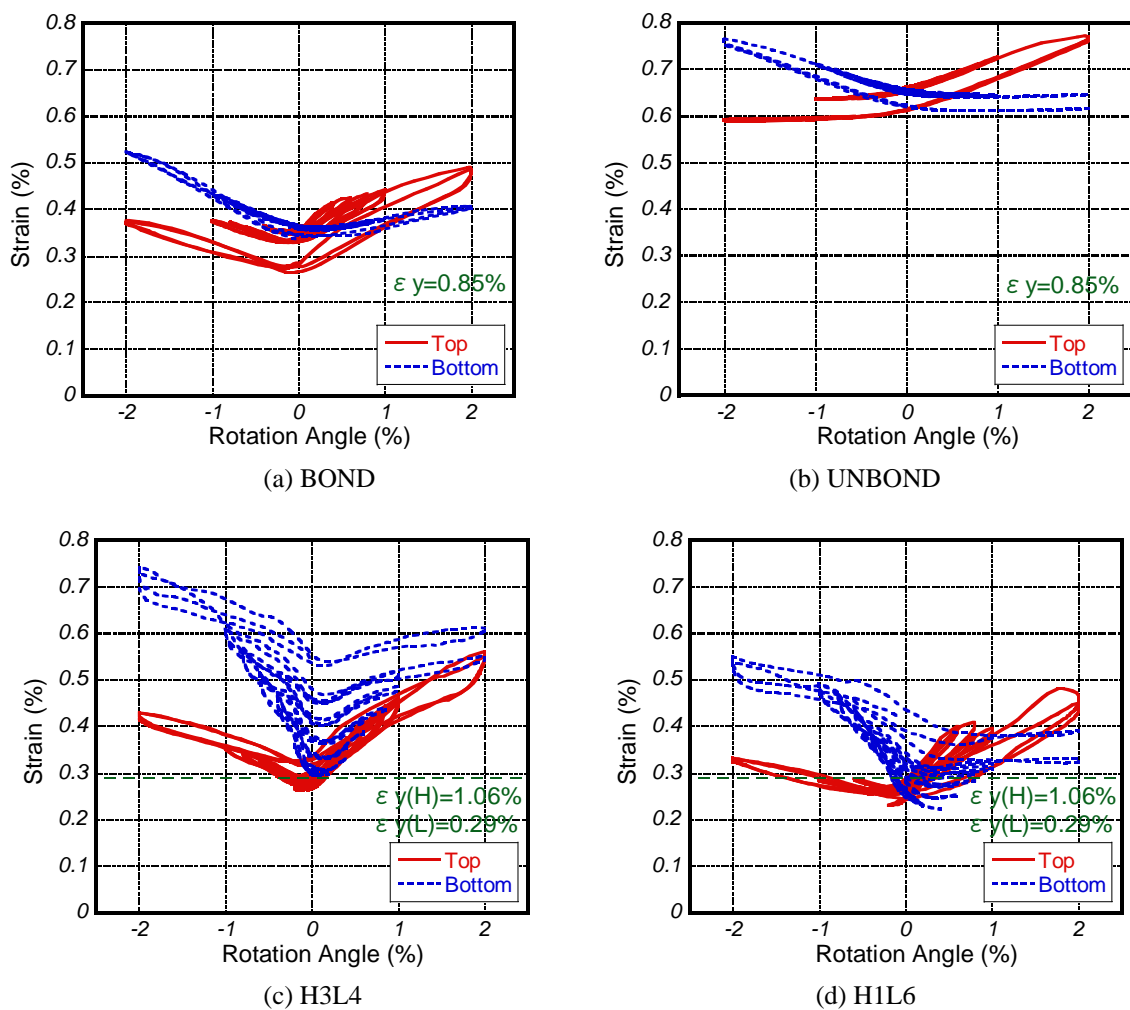 0.8
0.7
0.6
0.5
0.4
0.3
0.2
0.1
0
Strain (%)
ε y=0.85%
Top
Bottom
-2 -1 0 1 2
Rotation Angle (%)
(a) BOND
0.8
0.7
0.6
0.5
0.4
0.3
0.2
0.1
0
Strain (%)
ε y=0.85%
Top
Bottom
-2 -1 0 1 2
Rotation Angle (%)
(b) UNBOND
0.8
0.7
0.6
0.5
0.4
0.3
0.2
0.1
0
Strain (%)
ε y(H)=1.06%
ε y(L)=0.29%
Top
Bottom
-2 -1 0 1 2
Rotation Angle (%)
(c) H3L4
0.8
0.7
0.6
0.5
0.4
0.3
0.2
0.1
0
Strain (%)
ε y(H)=1.06%
ε y(L)=0.29%
Top
Bottom
-2 -1 0 1 2
Rotation Angle (%)
(d) H1L6